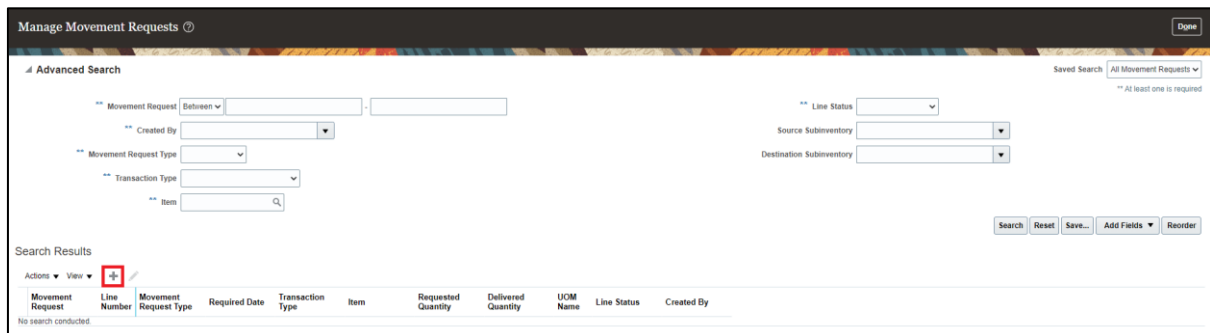 Manage Movement Requests ?
Done
Advanced Search
Saved Search All Movement Requests
** At least one is required
** Movement Request Between -
** Line Status
** Created By
Source Subinventory
** Movement Request Type
Destination Subinventory
** Transaction Type
** Item
Search Reset Save... Add Fields Reorder
Search Results
Actions View
Movement Request Line Number Movement Request Type Required Date Transaction Type Item Requested Quantity Delivered Quantity UOM Name Line Status Created By
No search conducted.